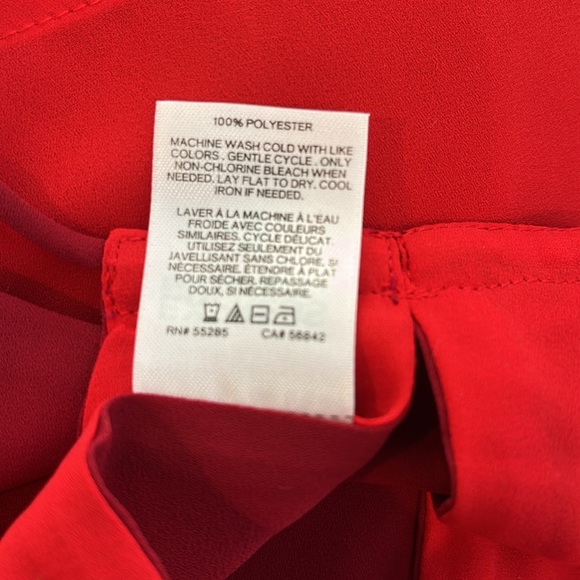 100% POLYESTER
MACHINE WASH COLD WITH LIKE
COLORS . GENTLE CYCLE . ONLY
NON-CHLORINE BLEACH WHEN
NEEDED. LAY FLAT TO DRY. COOL
IRON IF NEEDED.
LAVER À LA MACHINE À L'EAU
FROIDE AVEC COULEURS
SIMILAIRES. CYCLE DÉLICAT.
UTILISEZ SEULEMENT DU
JAVELLISANT SANS CHLORE, SI
NÉCESSAIRE. ÉTENDRE À PLAT
POUR SÉCHER. REPASSAGE
DOUX, SI NÉCESSAIRE.
RN# 55285 CA# 56642